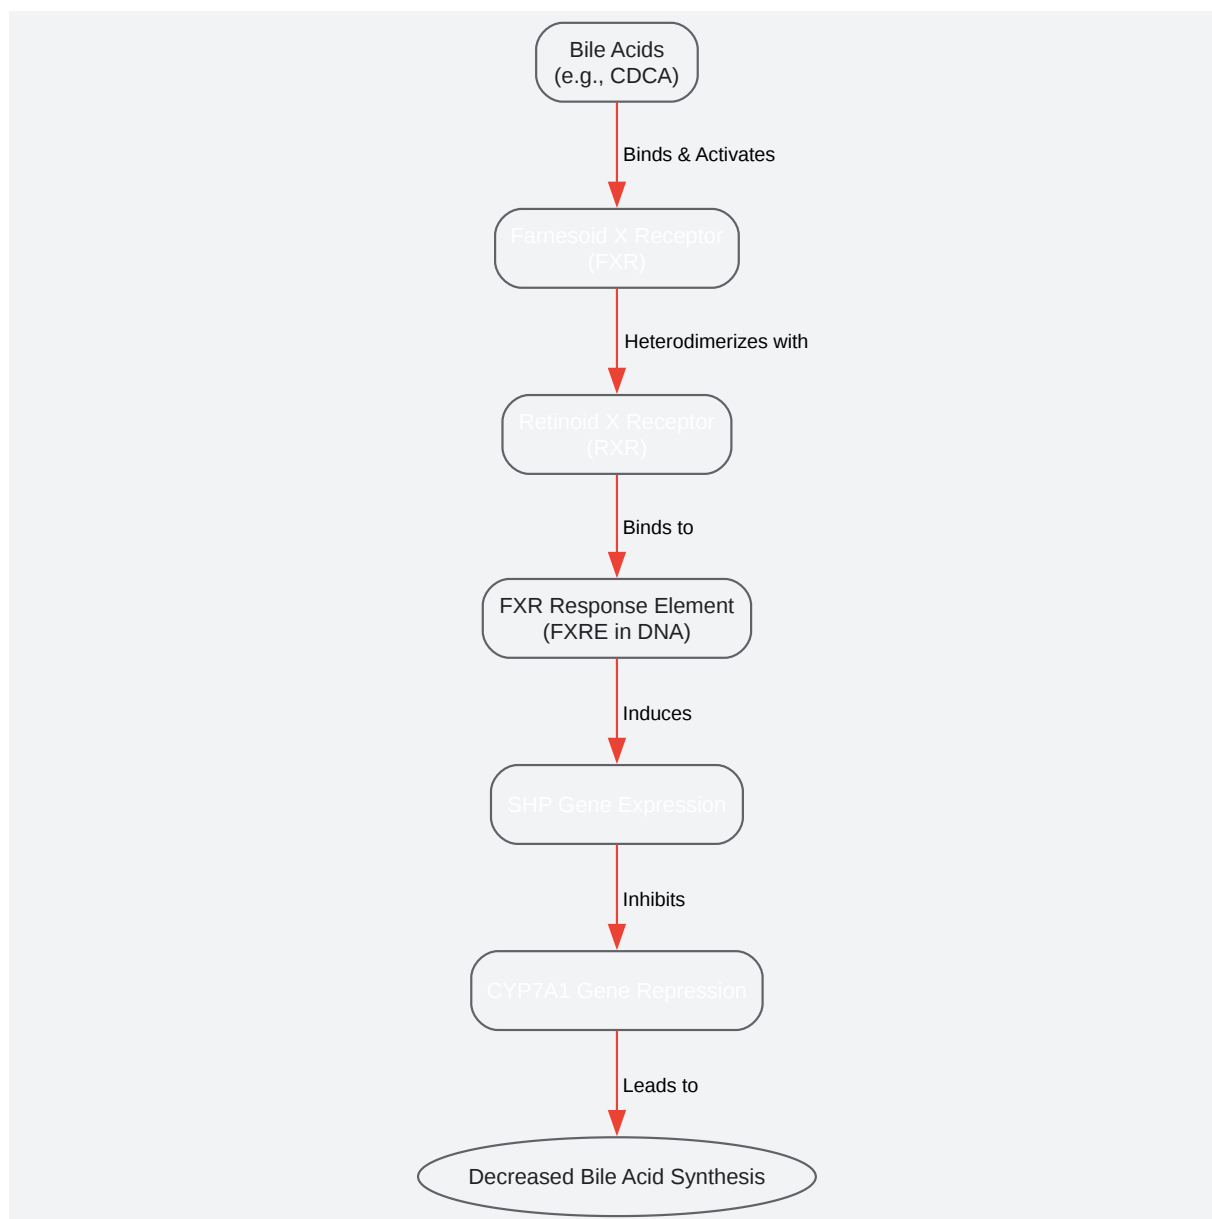 Bile Acids
(e.g., CDCA)
Binds & Activates
Farnesoid X Receptor
(FXR)
Heterodimerizes with
Retinoid X Receptor
(RXR)
Binds to
FXR Response Element
(FXRE in DNA)
Induces
SHP Gene Expression
Inhibits
CYP7A1 Gene Repression
Leads to
Decreased Bile Acid Synthesis